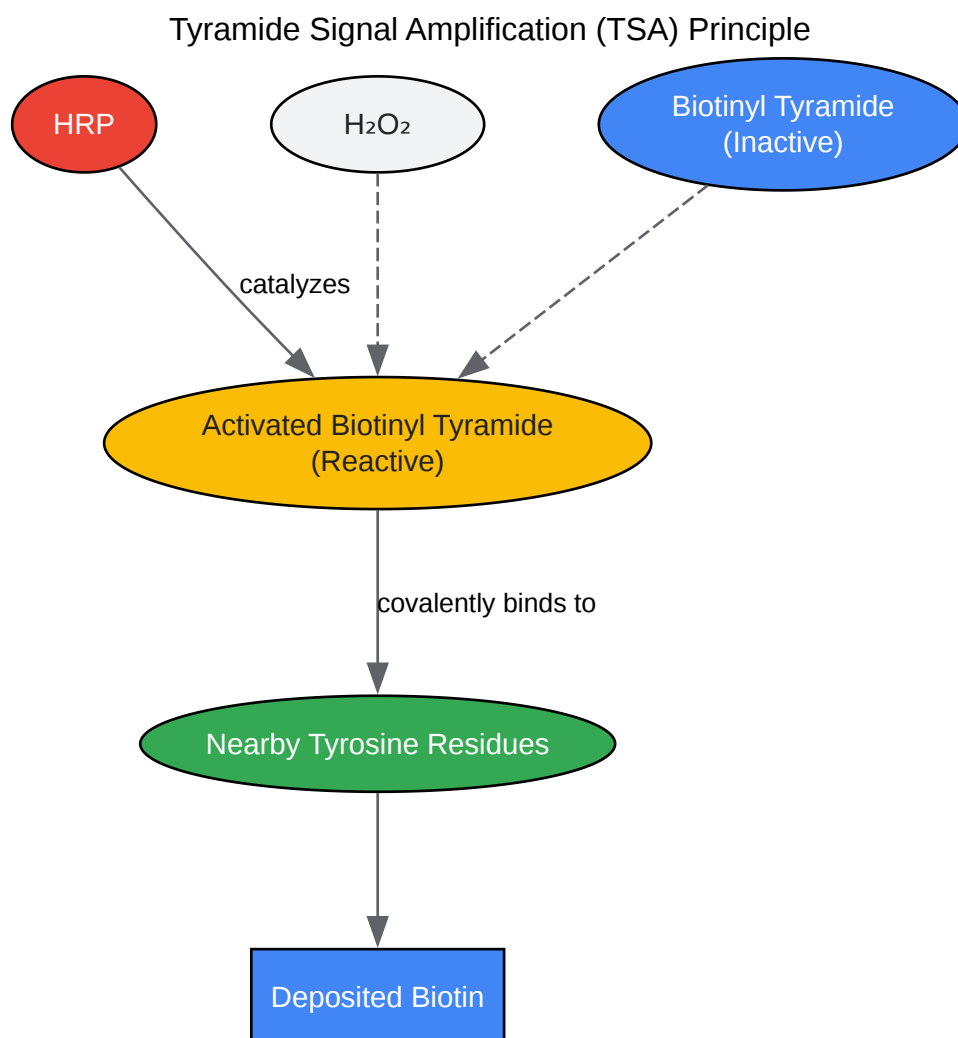 Tyramide Signal Amplification (TSA) Principle
HRP
H₂O₂
Biotinyl Tyramide
(Inactive)
catalyzes
Activated Biotinyl Tyramide
(Reactive)
covalently binds to
Nearby Tyrosine Residues
Deposited Biotin